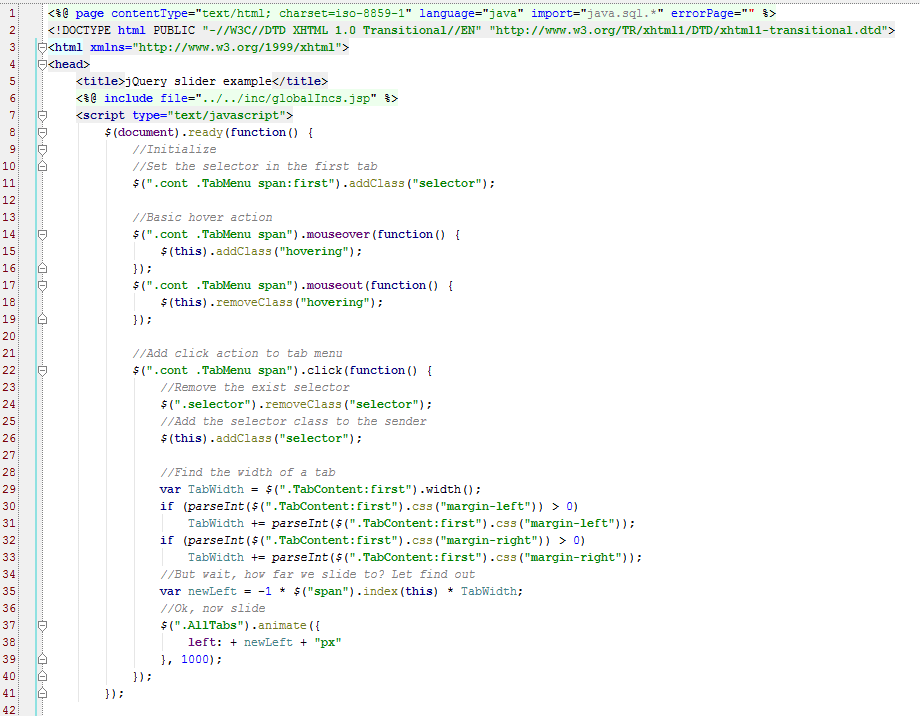 1 <%@ page contentType="text/html; charset=iso-8859-1" language="java" import="java.sql.*" errorPage="" %>
2 <!DOCTYPE html PUBLIC "-//W3C//DTD XHTML 1.0 Transitional//EN" "http://www.w3.org/TR/xhtml1/DTD/xhtml1-transitional.dtd">
3 <html xmlns="http://www.w3.org/1999/xhtml">
4 <head>
5     <title>jQuery slider example</title>
6     <%@ include file="../../inc/globalIncs.jsp" %>
7     <script type="text/javascript">
8         $(document).ready(function() {
9             //Initialize
10             //Set the selector in the first tab
11             $(".cont .TabMenu span:first").addClass("selector");
12
13             //Basic hover action
14             $(".cont .TabMenu span").mouseover(function() {
15                 $(this).addClass("hovering");
16             });
17             $(".cont .TabMenu span").mouseout(function() {
18                 $(this).removeClass("hovering");
19             });
20
21             //Add click action to tab menu
22             $(".cont .TabMenu span").click(function() {
23                 //Remove the exist selector
24                 $(".selector").removeClass("selector");
25                 //Add the selector class to the sender
26                 $(this).addClass("selector");
27
28                 //Find the width of a tab
29                 var TabWidth = $(".TabContent:first").width();
30                 if (parseInt($(".TabContent:first").css("margin-left")) > 0)
31                     TabWidth += parseInt($(".TabContent:first").css("margin-left"));
32                 if (parseInt($(".TabContent:first").css("margin-right")) > 0)
33                     TabWidth += parseInt($(".TabContent:first").css("margin-right"));
34                 //But wait, how far we slide to? Let find out
35                 var newLeft = -1 * $("span").index(this) * TabWidth;
36                 //Ok, now slide
37                 $(".AllTabs").animate({
38                     left: + newLeft + "px"
39                 }, 1000);
40             });
41         });
42